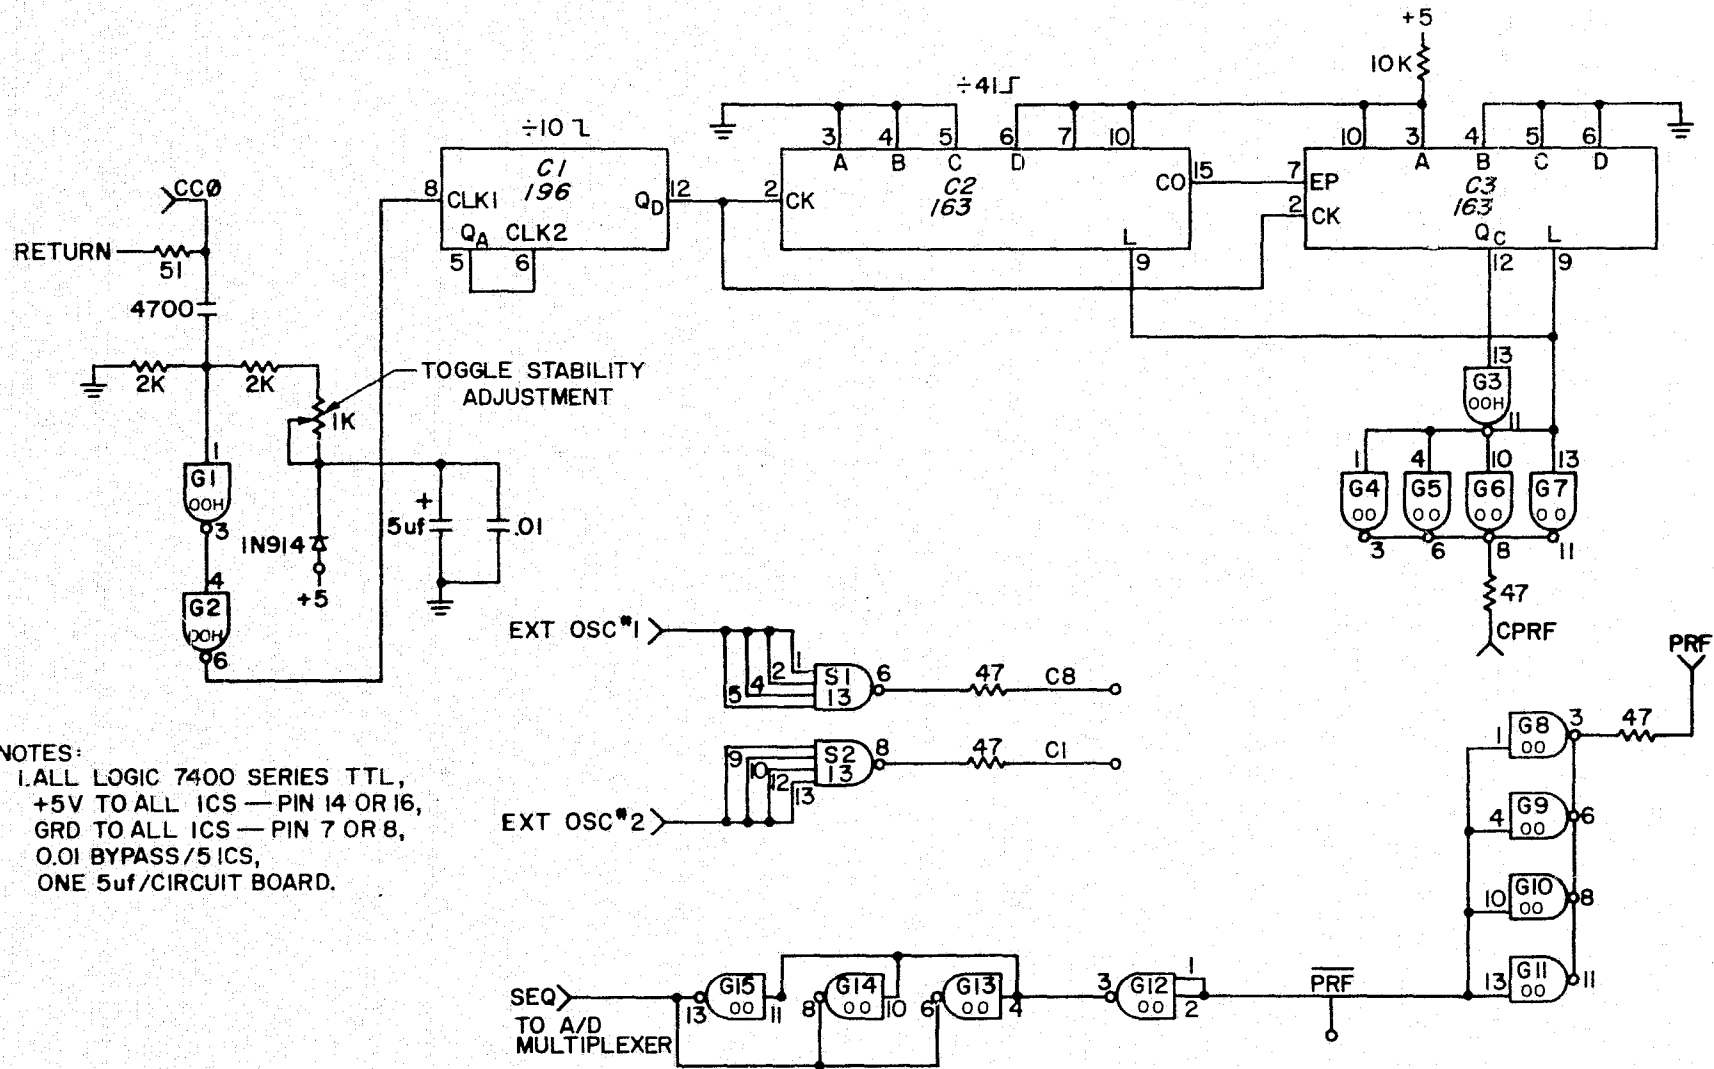 +5
10K
÷41
÷10
3 4 5 6 7 10
10 3 4 5 6
A B C D
A B C D
C1
196
8
CLK1
QD
12
QA CLK2
5 6
2
CK
C2
163
CO
15
L
9
7
EP
2
CK
C3
163
QC L
12 9
CCØ
RETURN
51
4700
2K
2K
TOGGLE STABILITY
ADJUSTMENT
1K
1
G1
00H
3
4
G2
00H
6
1N914
+5
+
5uf
.01
13
G3
00H
11
1 4 10 13
G4 G5 G6 G7
00 00 00 00
3 6 8 11
47
CPRF
EXT OSC#1
1
2
4
5
S1
13
6
47
C8
9
10
12
13
S2
13
8
47
C1
EXT OSC#2
PRF
1
G8
00
3
47
4
G9
00
6
10
G10
00
8
13
G11
00
11
NOTES:
1. ALL LOGIC 7400 SERIES TTL,
+5V TO ALL ICS — PIN 14 OR 16,
GRD TO ALL ICS — PIN 7 OR 8,
0.01 BYPASS/5 ICS,
ONE 5uf/CIRCUIT BOARD.
SEQ
TO A/D
MULTIPLEXER
13
G15
00
11
8
G14
00
10
6
G13
00
4
3
G12
00
1
2
PRF